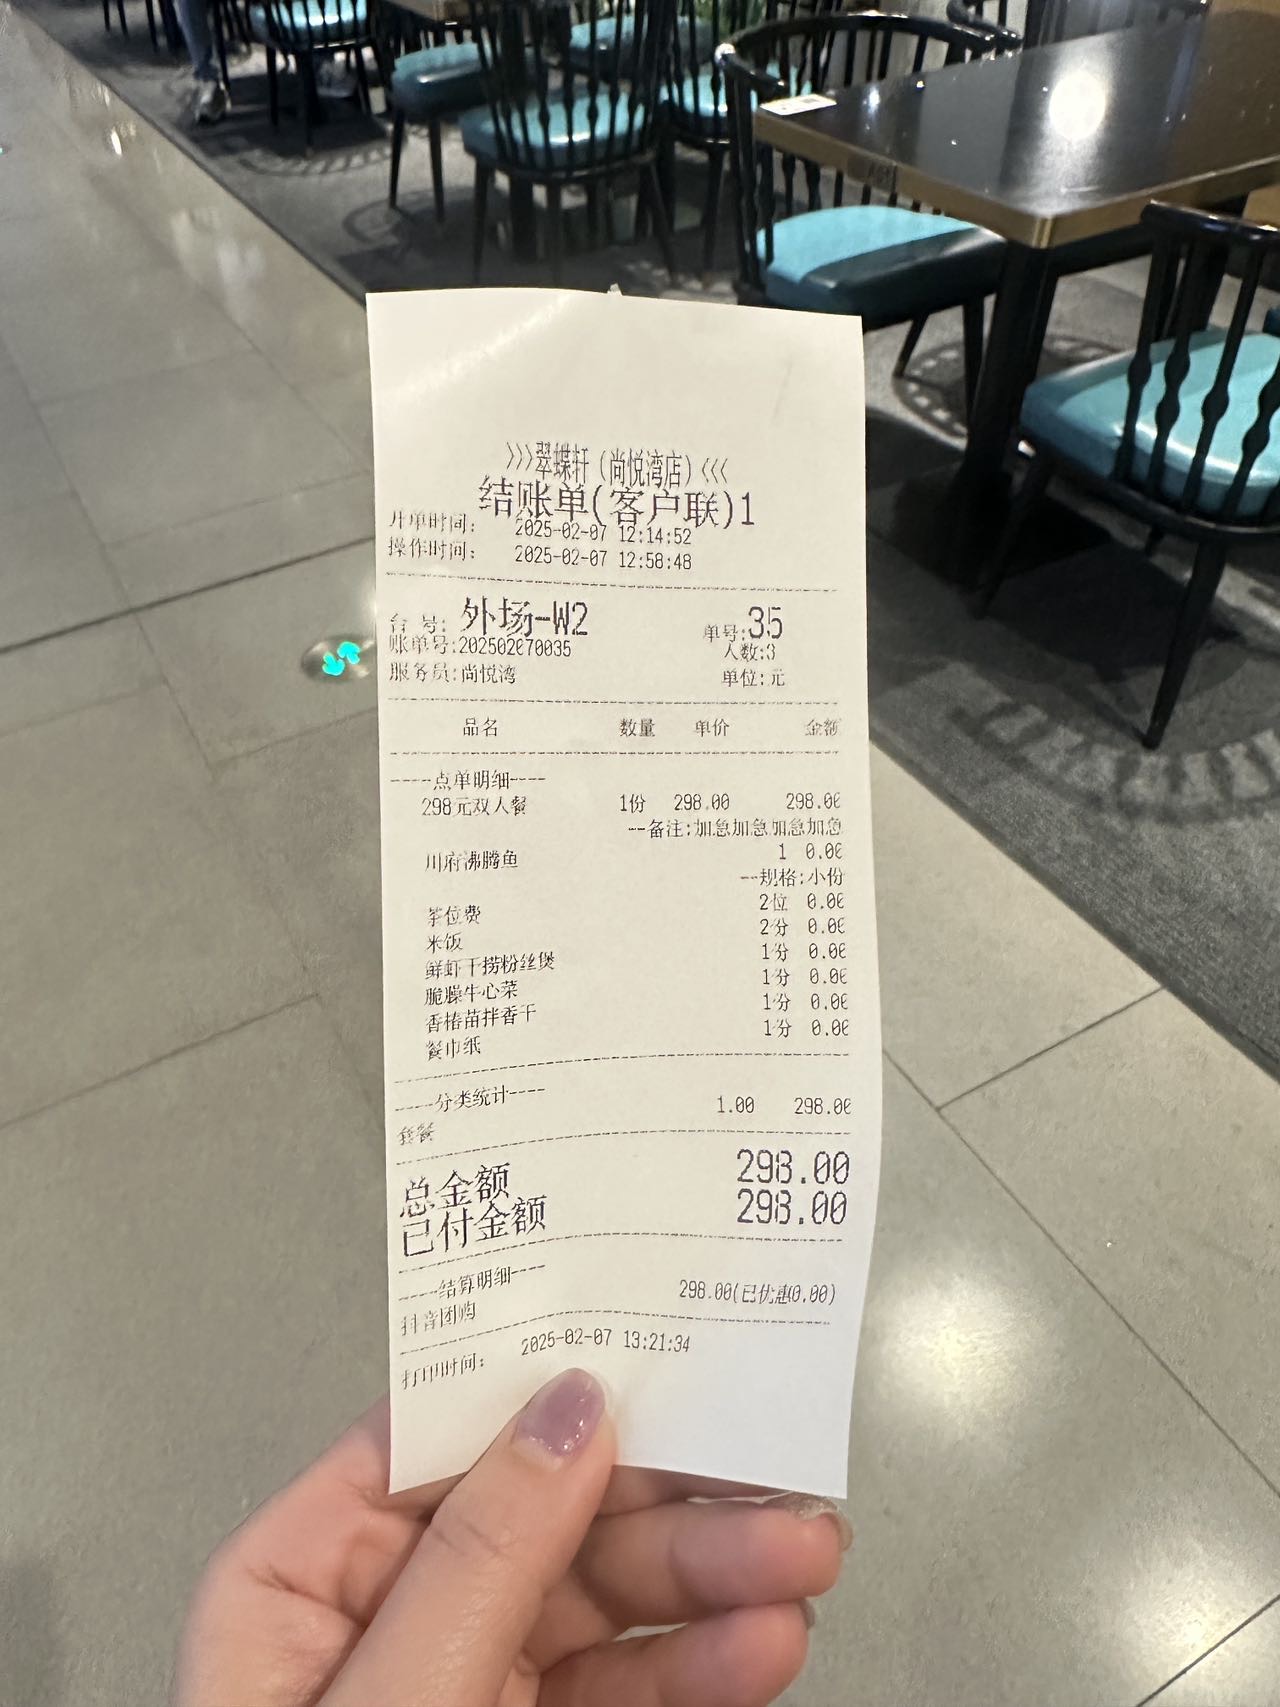 >>>翠蝶轩(尚悦湾店)<<<
结账单(客户联)1
开单时间: 2025-02-07 12:14:52
操作时间: 2025-02-07 12:58:48
台 号: 外场-W2 单号:35
账单号:202502070035 人数:3
服务员:尚悦湾 单位:元
品名 数量 单价 金额
-----点单明细----
298元双人餐 1份 298.00 298.00
--备注:加急加急加急加急
川府沸腾鱼 1 0.00
--规格:小份
茶位费 2位 0.00
米饭 2份 0.00
鲜虾干捞粉丝煲 1份 0.00
脆臊牛心菜 1份 0.00
香椿苗拌香干 1份 0.00
餐巾纸 1份 0.00
-----分类统计----
套餐 1.00 298.00
总金额 298.00
已付金额 298.00
-----结算明细----
抖音团购 298.00(已优惠0.00)
打印时间: 2025-02-07 13:21:34